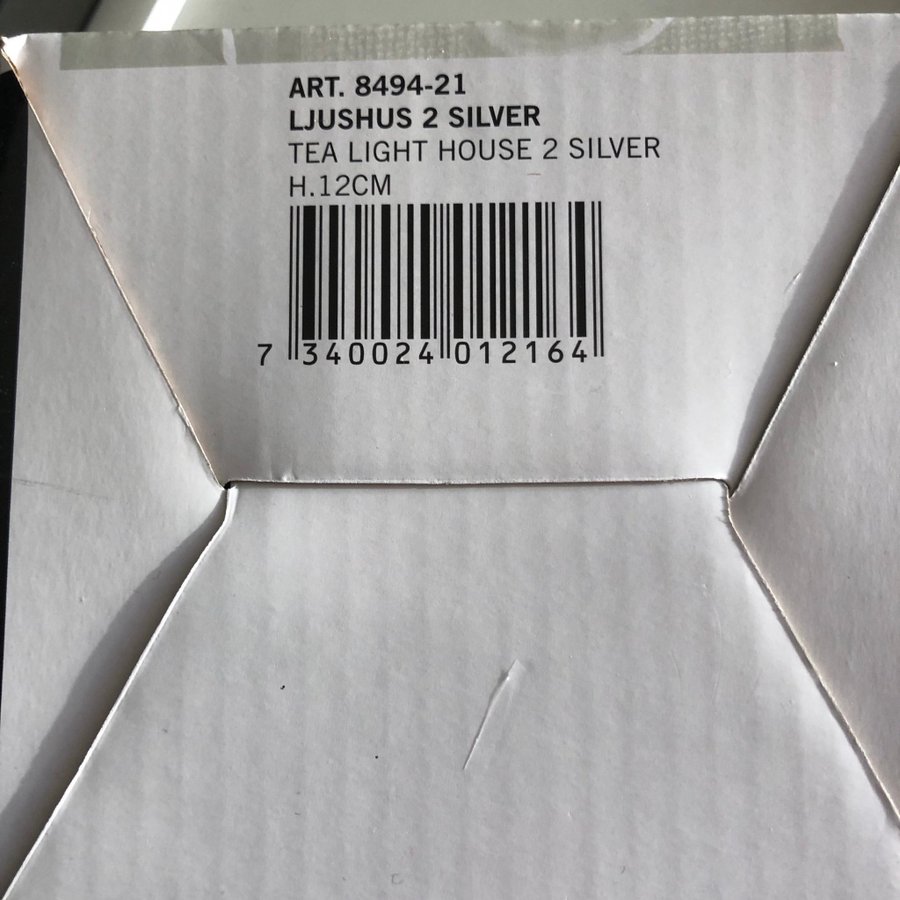 ART. 8494-21
LJUSHUS 2 SILVER
TEA LIGHT HOUSE 2 SILVER
H.12CM
7 340024 012164